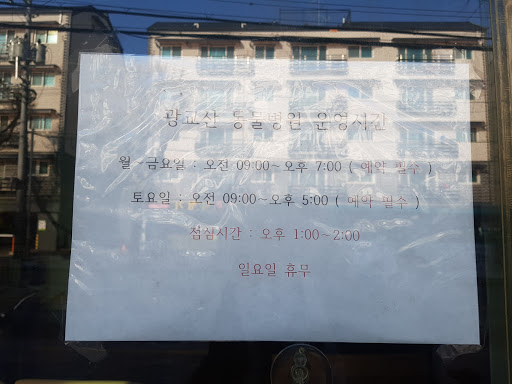 광교산 동물병원 운영시간
월~금요일 : 오전 09:00~오후 7:00 ( 예약 필수 )
토요일 : 오전 09:00~오후 5:00 ( 예약 필수 )
점심시간 : 오후 1:00~2:00
일요일 휴무